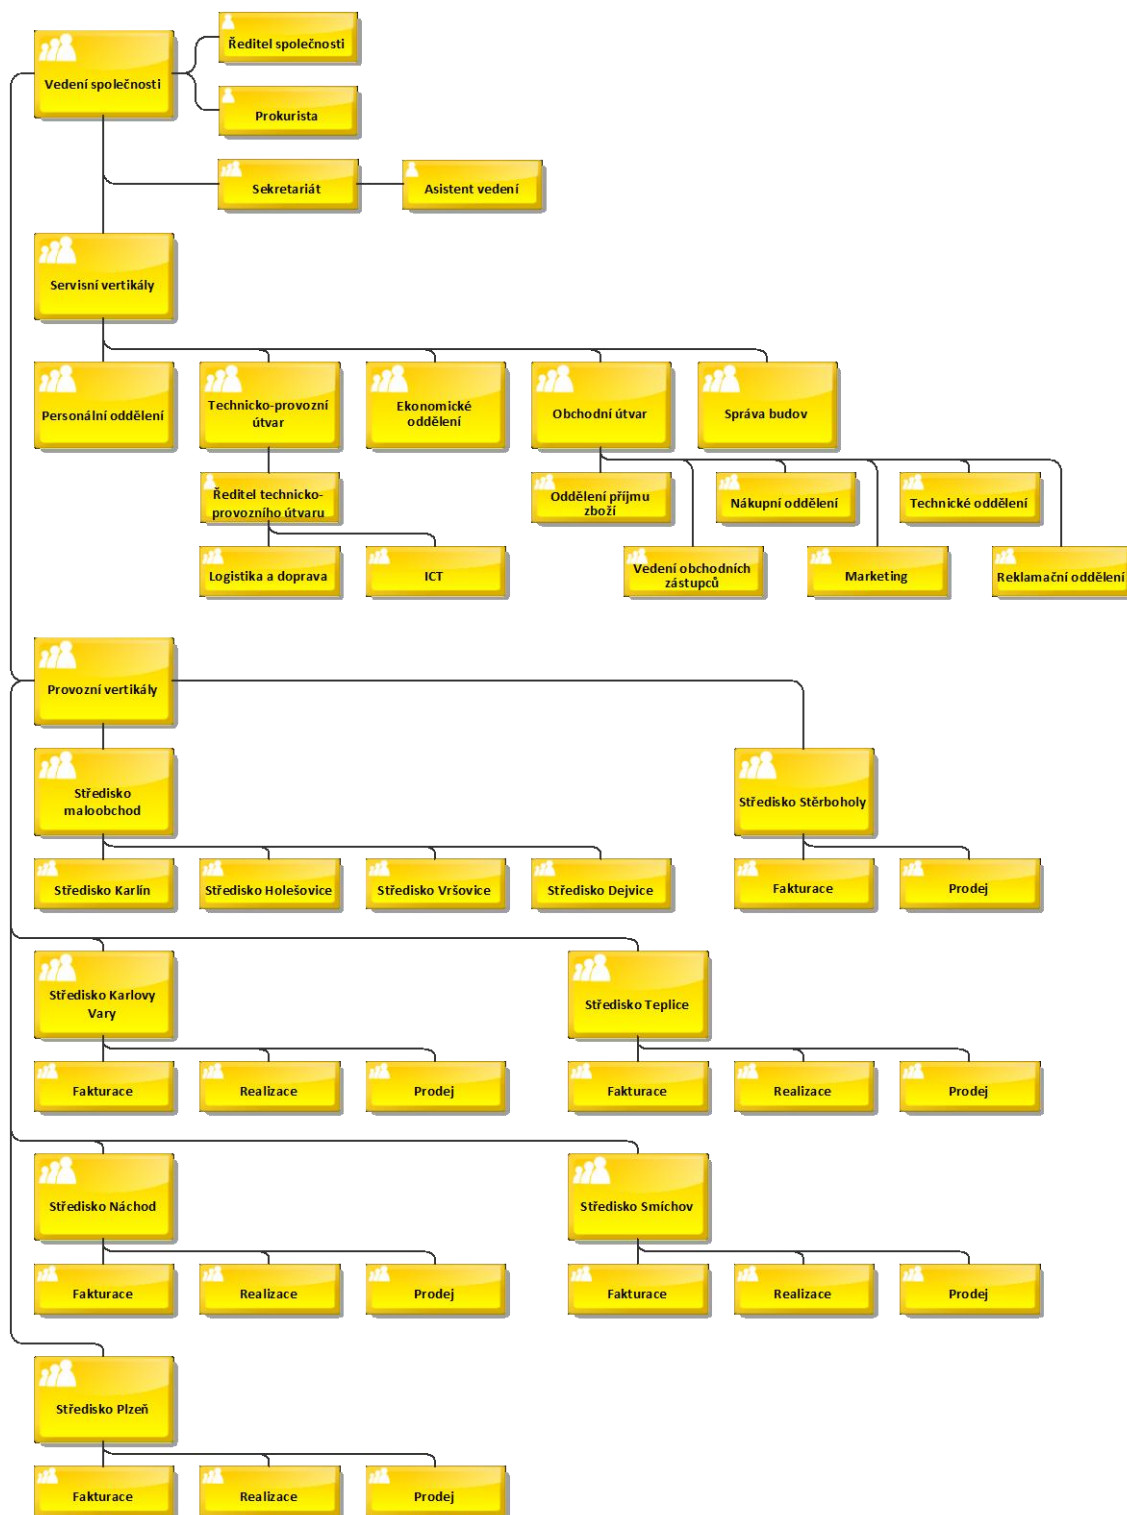 Ředitel společnosti
Vedení společnosti
Prokurista
Sekretariát
Asistent vedení
Servisní vertikály
Personální oddělení
Technicko-provozní
útvar
Ekonomické
oddělení
Obchodní útvar
Správa budov
Ředitel technicko-
provozního útvaru
Oddělení příjmu
zboží
Nákupní oddělení
Technické oddělení
Logistika a doprava
ICT
Vedení obchodních
zástupců
Marketing
Reklamační oddělení
Provozní vertikály
Středisko
maloobchod
Středisko Stěrboholy
Středisko Karlín
Středisko Holešovice
Středisko Vršovice
Středisko Dejvice
Fakturace
Prodej
Středisko Karlovy
Vary
Středisko Teplice
Fakturace
Realizace
Prodej
Fakturace
Realizace
Prodej
Středisko Náchod
Středisko Smíchov
Fakturace
Realizace
Prodej
Fakturace
Realizace
Prodej
Středisko Plzeň
Fakturace
Realizace
Prodej